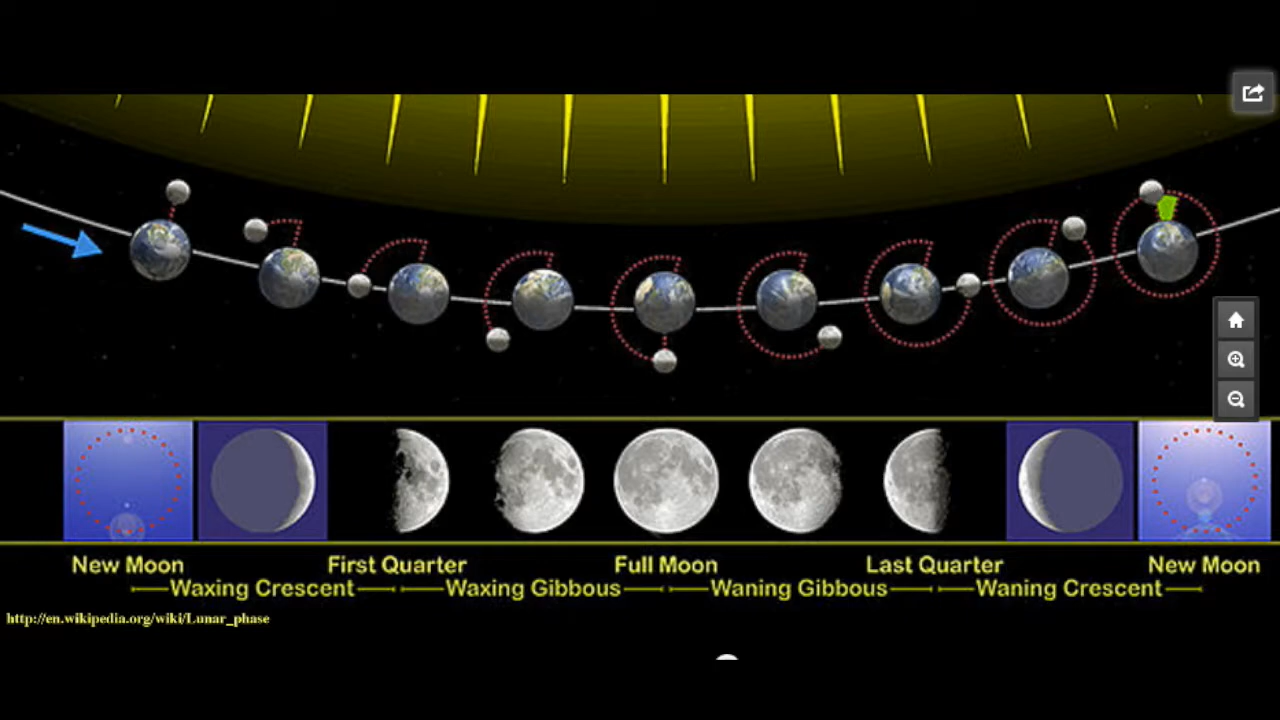 New Moon First Quarter Full Moon Last Quarter New Moon
Waxing Crescent Waxing Gibbous Waning Gibbous Waning Crescent
http://en.wikipedia.org/wiki/Lunar_phase